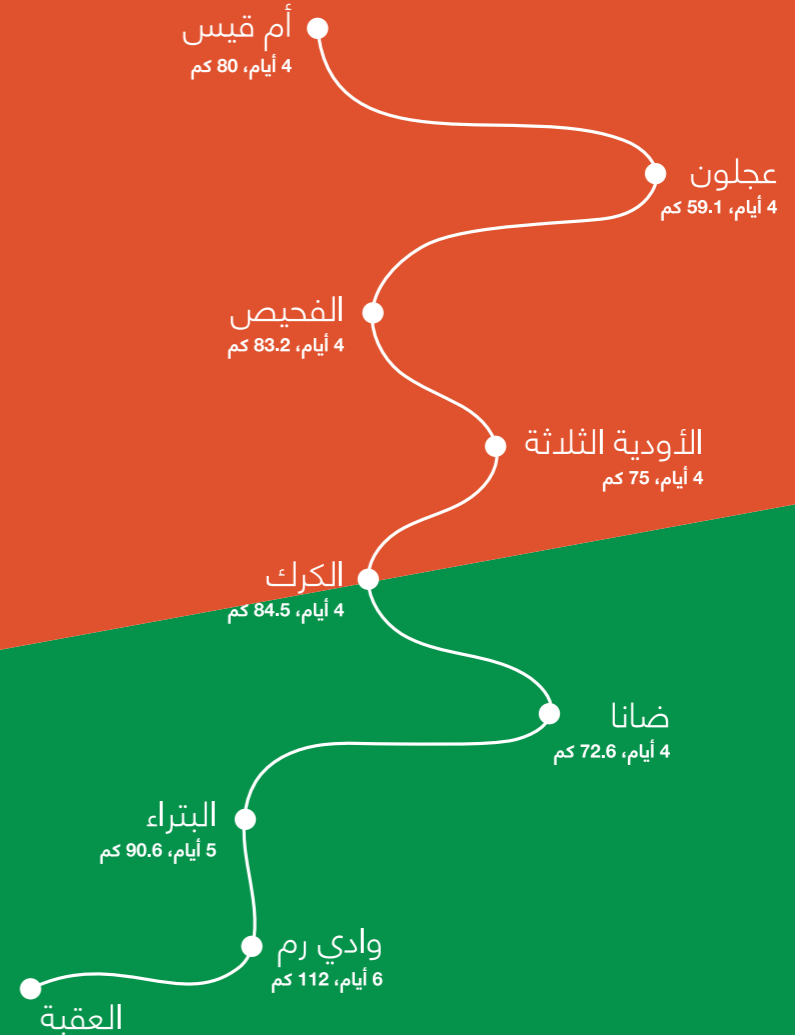 أم قيس
4 أيام، 80 كم
عجلون
4 أيام، 59.1 كم
الفحيص
4 أيام، 83.2 كم
الأودية الثلاثة
4 أيام، 75 كم
الكرك
4 أيام، 84.5 كم
ضانا
4 أيام، 72.6 كم
البتراء
5 أيام، 90.6 كم
وادي رم
6 أيام، 112 كم
العقبة